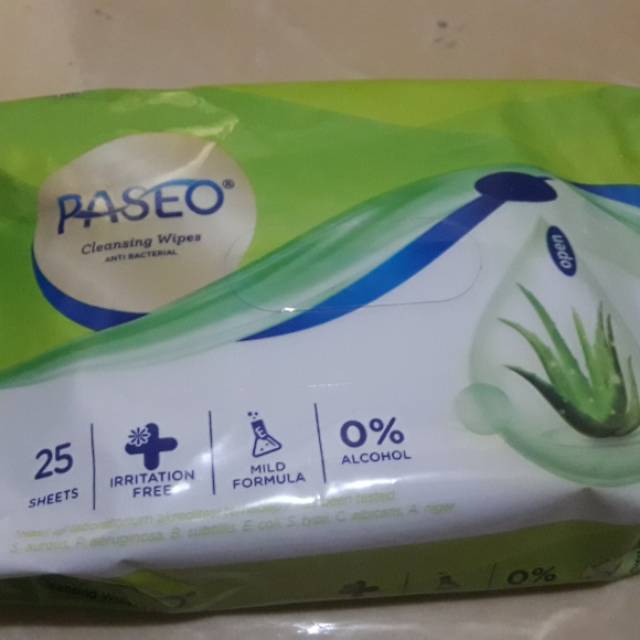 PASEO®
Cleansing Wipes
ANTI BACTERIAL
open
25
SHEETS
IRRITATION
FREE
MILD
FORMULA
0%
ALCOHOL
tested
S. aureus, P. aeruginosa, B. subtilis, E. coli, S. typhi, C. albicans, A. niger
0%